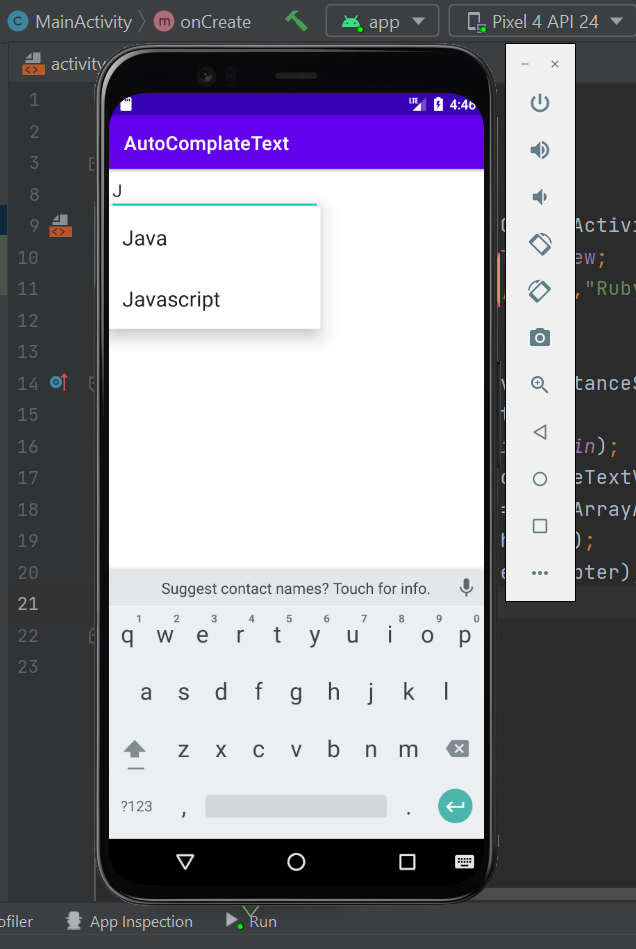 MainActivity
m onCreate
app
Pixel 4 API 24
activity
1
2
3
8
9
10
11
12
13
14
15
16
17
18
19
20
21
22
23
LTE 4:46
AutoComplateText
J
Java
Javascript
Activi
ew;
,"Ruby
tanceS
in);
eTextV
ArrayA
);
pter)
Suggest contact names? Touch for info.
1 2 3 4 5 6 7 8 9 0
q w e r t y u i o p
a s d f g h j k l
z x c v b n m
?123 , .
ofiler
App Inspection
Run